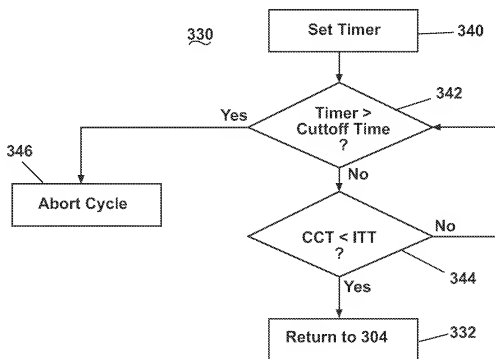 330
Set Timer
340
342
Timer >
Cuttoff Time
?
Yes
346
No
Abort Cycle
CCT < ITT
?
No
344
Yes
Return to 304
332